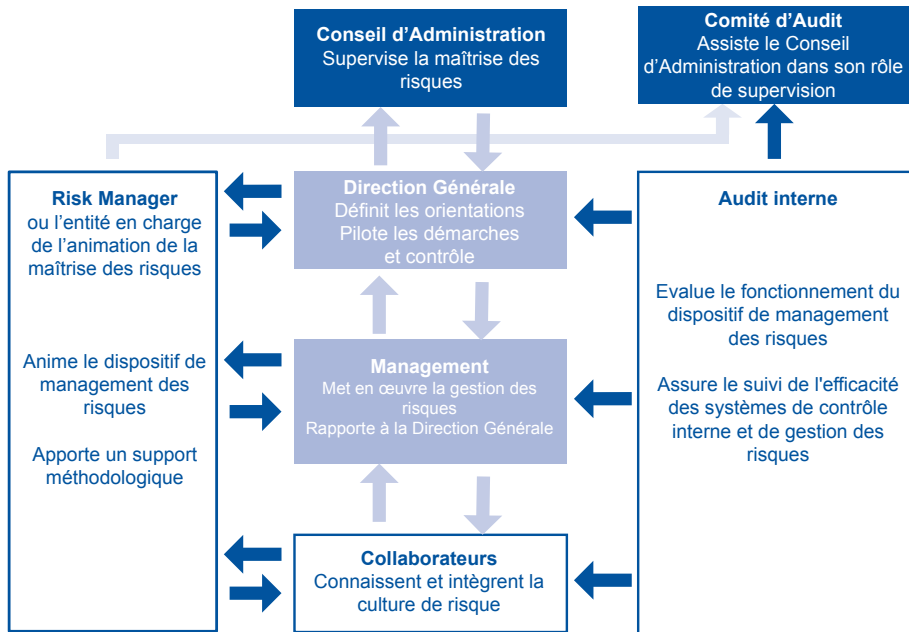 Conseil d'Administration
Supervise la maîtrise des
risques
Comité d'Audit
Assiste le Conseil
d'Administration dans son rôle
de supervision
Risk Manager
ou l'entité en charge
de l'animation de la
maîtrise des risques
Anime le dispositif de
management des
risques
Apporte un support
méthodologique
Direction Générale
Définit les orientations
Pilote les démarches
et contrôle
Management
Met en œuvre la gestion des
risques
Rapporte à la Direction Générale
Collaborateurs
Connaissent et intègrent la
culture de risque
Audit interne
Evalue le fonctionnement du
dispositif de management
des risques
Assure le suivi de l'efficacité
des systèmes de contrôle
interne et de gestion des
risques